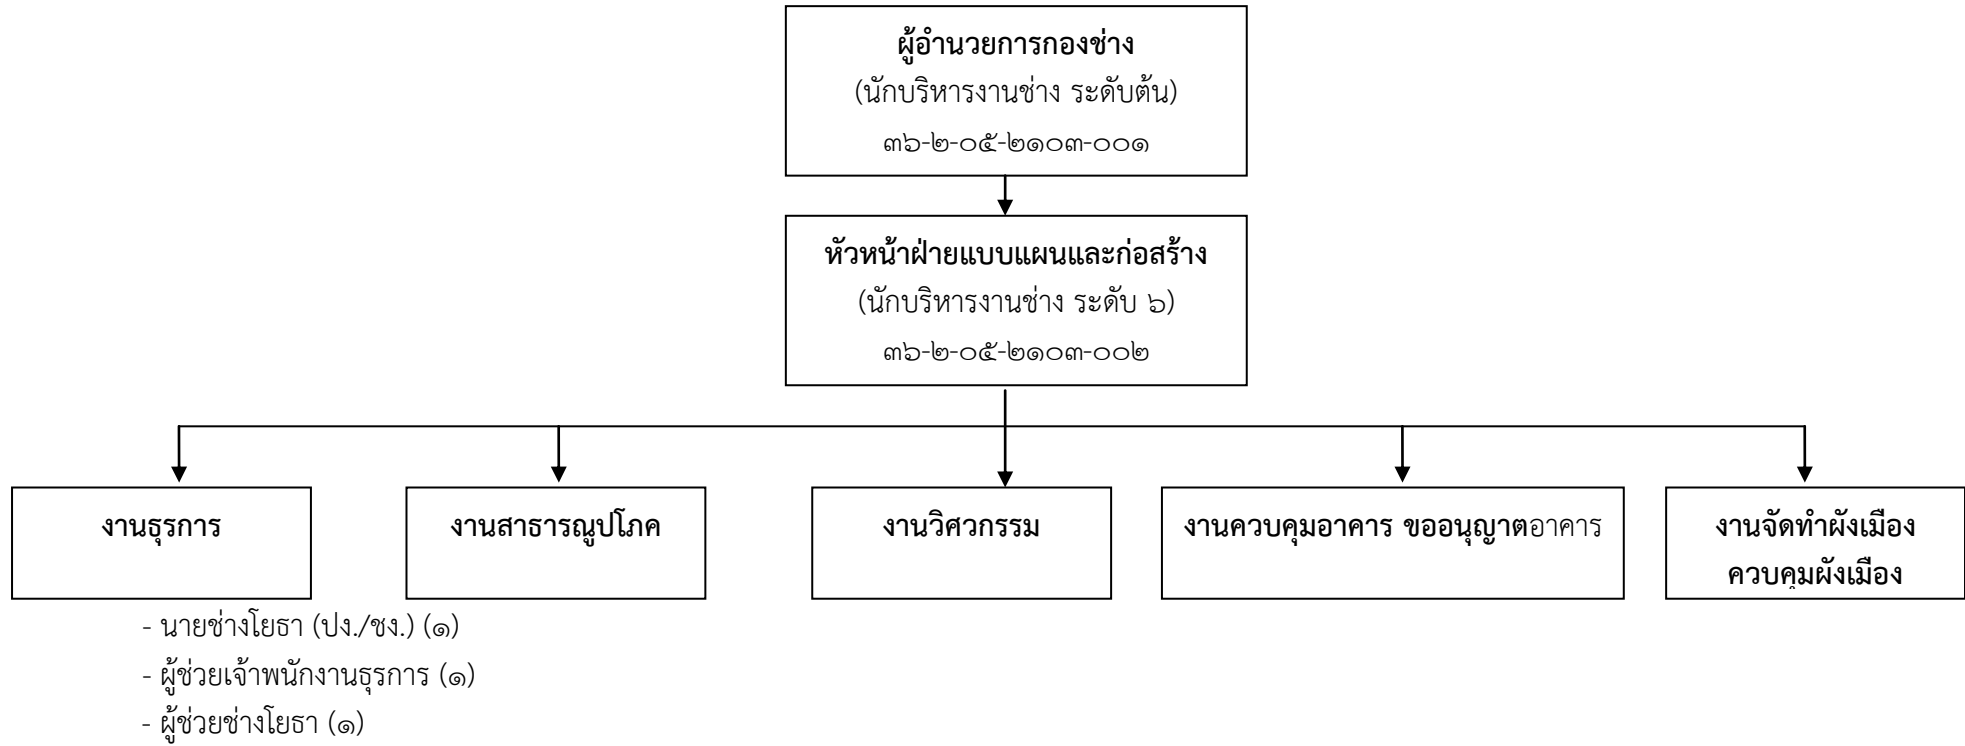 ผู้อำนวยการกองช่าง
(นักบริหารงานช่าง ระดับต้น)
๓๖-๒-๐๕-๒๑๐๓-๐๐๑
หัวหน้าฝ่ายแบบแผนและก่อสร้าง
(นักบริหารงานช่าง ระดับ ๖)
๓๖-๒-๐๕-๒๑๐๓-๐๐๒
งานธุรการ
งานสาธารณูปโภค
งานวิศวกรรม
งานควบคุมอาคาร ขออนุญาตอาคาร
งานจัดทำผังเมือง
ควบคุมผังเมือง
- นายช่างโยธา (ปง./ชง.) (๑)
- ผู้ช่วยเจ้าพนักงานธุรการ (๑)
- ผู้ช่วยช่างโยธา (๑)